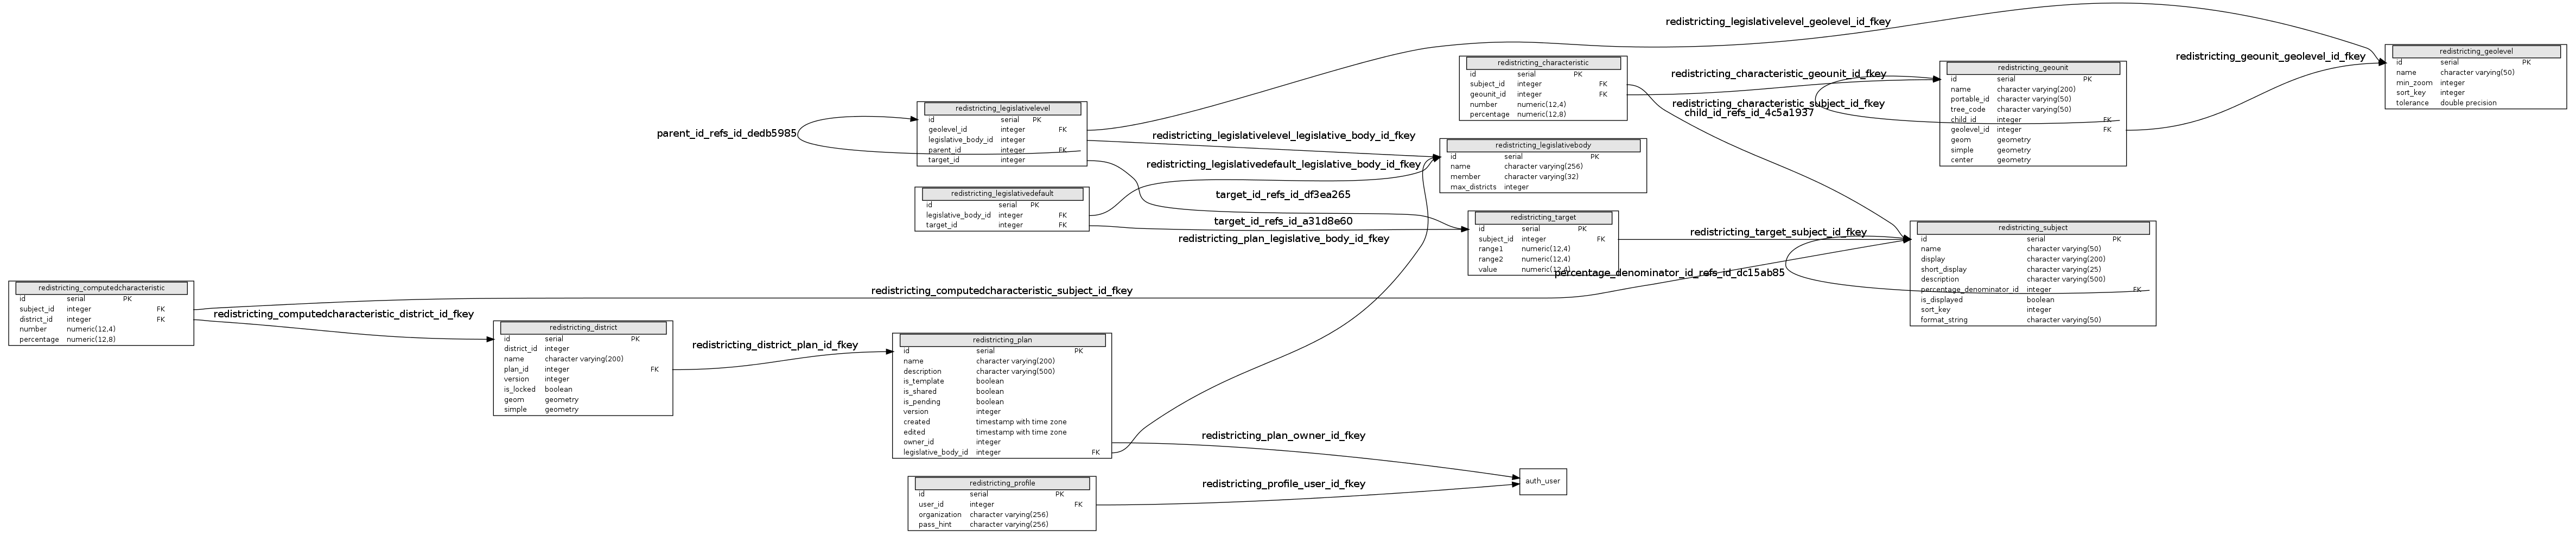 redistricting_legislativelevel_geolevel_id_fkey
redistricting_geounit_geolevel_id_fkey
redistricting_geolevel
id serial PK
name character varying(50)
min_zoom integer
sort_key integer
tolerance double precision
redistricting_characteristic
id serial PK
subject_id integer FK
geounit_id integer FK
number numeric(12,4)
percentage numeric(12,8)
redistricting_characteristic_geounit_id_fkey
redistricting_characteristic_subject_id_fkey
child_id_refs_id_4c5a1937
redistricting_geounit
id serial PK
name character varying(200)
portable_id character varying(50)
tree_code character varying(50)
child_id integer FK
geolevel_id integer FK
geom geometry
simple geometry
center geometry
redistricting_legislativelevel
id serial PK
geolevel_id integer FK
legislative_body_id integer
parent_id integer FK
target_id integer
parent_id_refs_id_dedb5985
redistricting_legislativelevel_legislative_body_id_fkey
redistricting_legislativedefault_legislative_body_id_fkey
target_id_refs_id_df3ea265
target_id_refs_id_a31d8e60
redistricting_plan_legislative_body_id_fkey
redistricting_legislativebody
id serial PK
name character varying(256)
member character varying(32)
max_districts integer
redistricting_legislativedefault
id serial PK
legislative_body_id integer FK
target_id integer FK
redistricting_target
id serial PK
subject_id integer FK
range1 numeric(12,4)
range2 numeric(12,4)
value numeric(12,4)
redistricting_target_subject_id_fkey
percentage_denominator_id_refs_id_dc15ab85
redistricting_subject
id serial PK
name character varying(50)
display character varying(200)
short_display character varying(25)
description character varying(500)
percentage_denominator_id integer FK
is_displayed boolean
sort_key integer
format_string character varying(50)
redistricting_computedcharacteristic
id serial PK
subject_id integer FK
district_id integer FK
number numeric(12,4)
percentage numeric(12,8)
redistricting_computedcharacteristic_subject_id_fkey
redistricting_computedcharacteristic_district_id_fkey
redistricting_district
id serial PK
district_id integer
name character varying(200)
plan_id integer FK
version integer
is_locked boolean
geom geometry
simple geometry
redistricting_district_plan_id_fkey
redistricting_plan
id serial PK
name character varying(200)
description character varying(500)
is_template boolean
is_shared boolean
is_pending boolean
version integer
created timestamp with time zone
edited timestamp with time zone
owner_id integer
legislative_body_id integer FK
redistricting_plan_owner_id_fkey
redistricting_profile
id serial PK
user_id integer FK
organization character varying(256)
pass_hint character varying(256)
redistricting_profile_user_id_fkey
auth_user